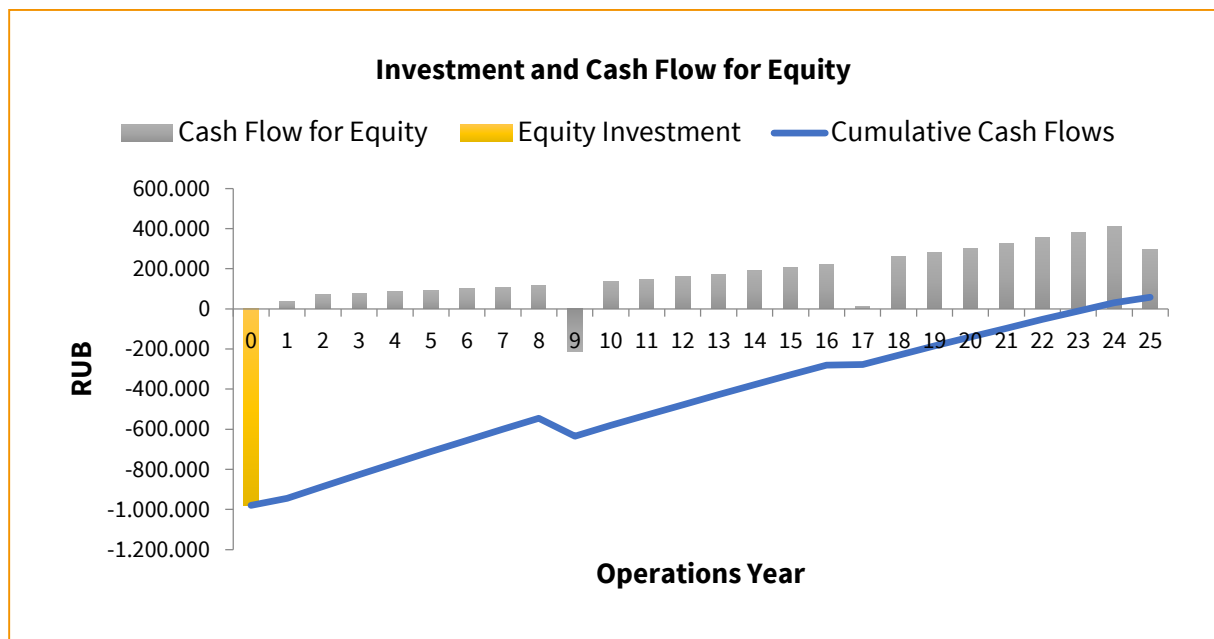 Investment and Cash Flow for Equity
Cash Flow for Equity Equity Investment Cumulative Cash Flows
600.000
400.000
200.000
0
-200.000
-400.000
-600.000
-800.000
-1.000.000
-1.200.000
RUB
0 1 2 3 4 5 6 7 8 9 10 11 12 13 14 15 16 17 18 19 20 21 22 23 24 25
Operations Year